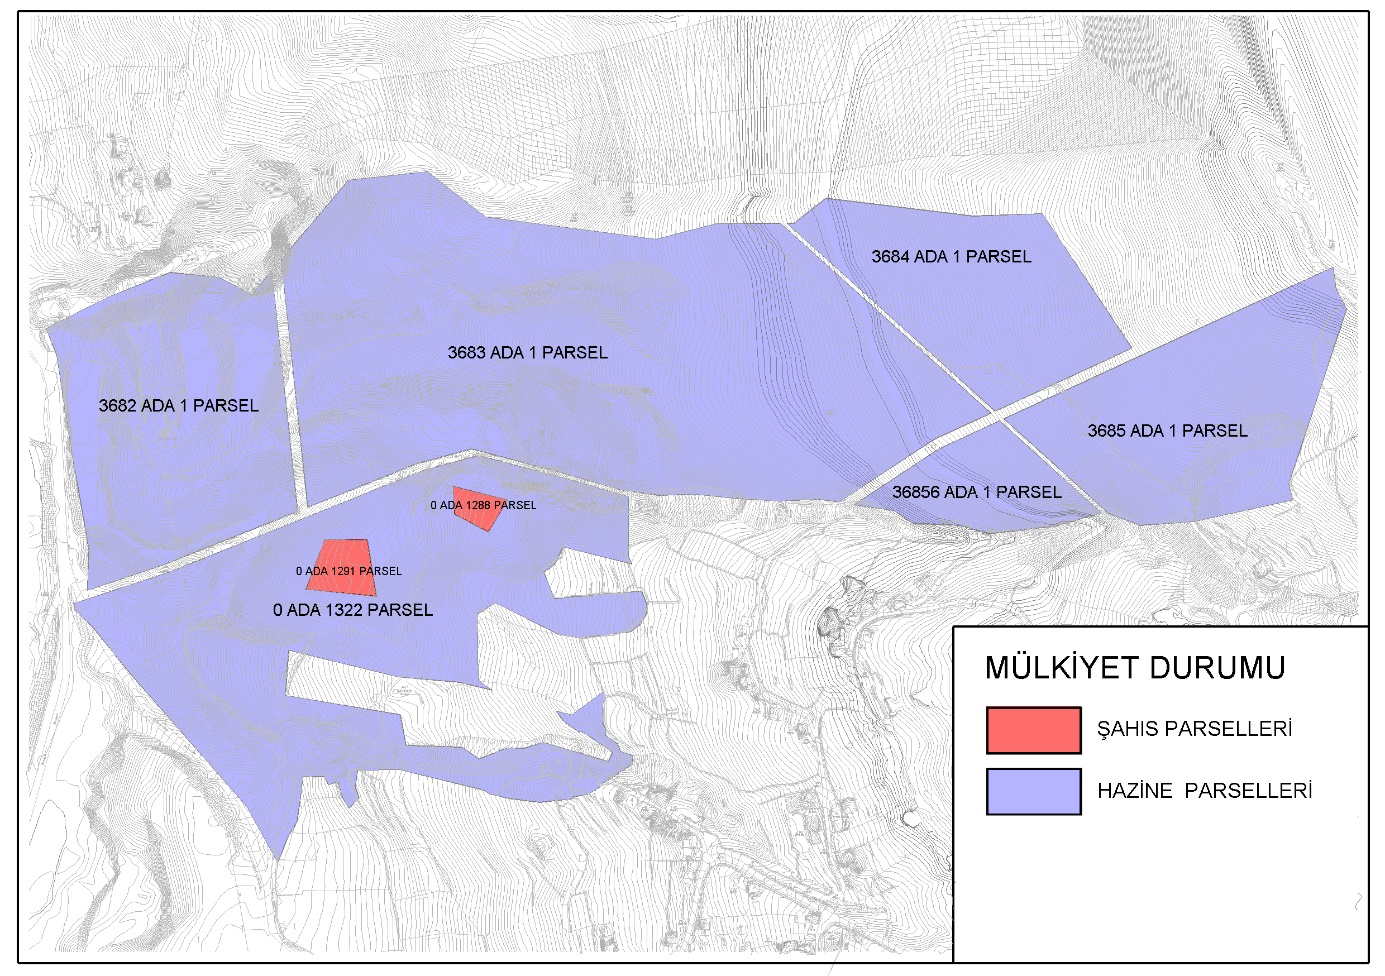 3684 ADA 1 PARSEL
3683 ADA 1 PARSEL
3682 ADA 1 PARSEL
3685 ADA 1 PARSEL
36856 ADA 1 PARSEL
0 ADA 1288 PARSEL
0 ADA 1291 PARSEL
0 ADA 1322 PARSEL
MÜLKİYET DURUMU
ŞAHIS PARSELLERİ
HAZİNE PARSELLERİ